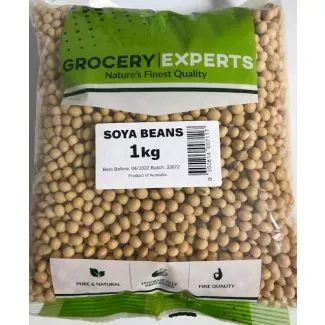 GROCERY EXPERTS
Nature's Finest Quality
SOYA BEANS
1kg
Best Before: 04/2022 Batch: 33672
Product of Australia
PURE & NATURAL
FINE QUALITY